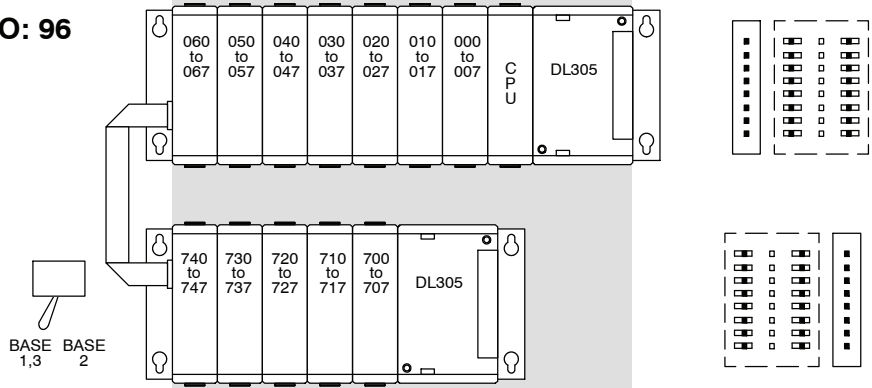 O: 96
060 to 067
050 to 057
040 to 047
030 to 037
020 to 027
010 to 017
000 to 007
CPU
DL305
740 to 747
730 to 737
720 to 727
710 to 717
700 to 707
DL305
BASE 1,3
BASE 2